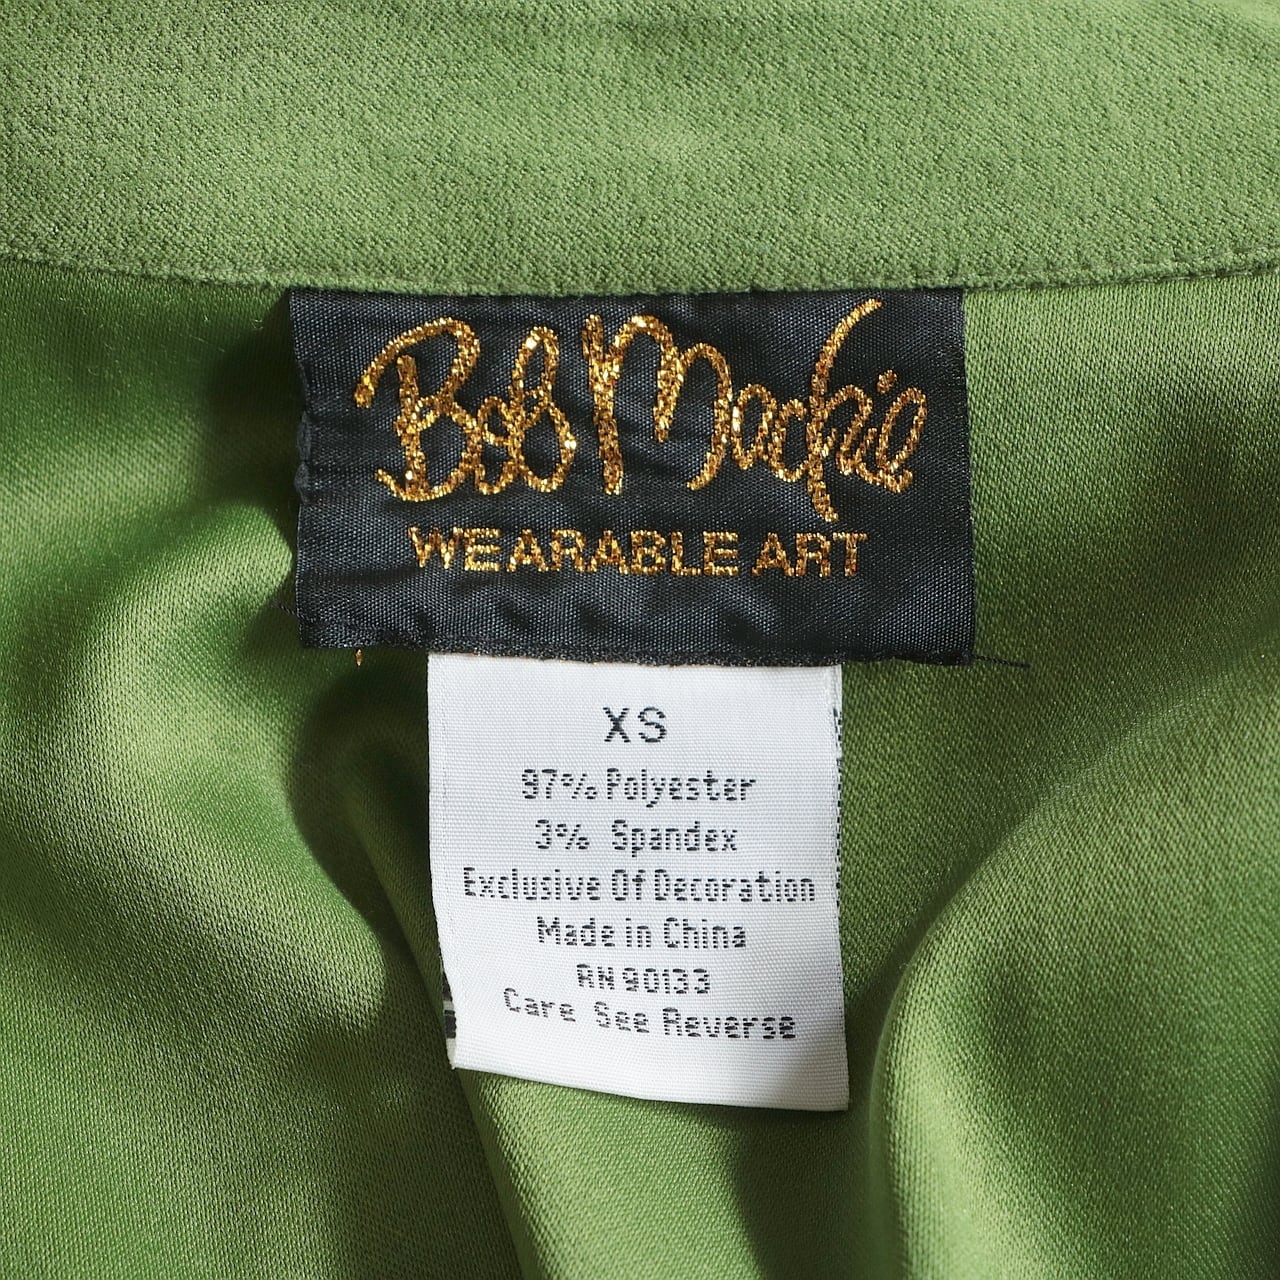 Bob Mackie
WEARABLE ART
XS
97% Polyester
3% Spandex
Exclusive Of Decoration
Made in China
RN 90133
Care See Reverse